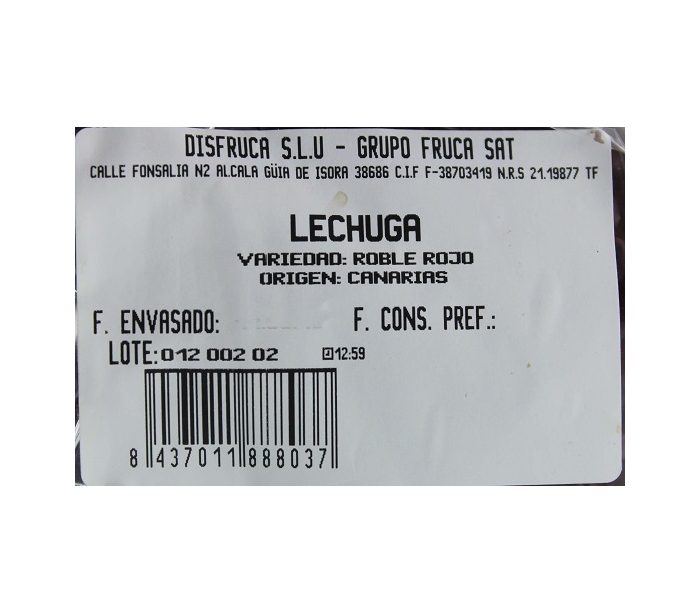 DISFRUCA S.L.U - GRUPO FRUCA SAT
CALLE FONSALIA N2 ALCALA GÜIA DE ISORA 38686 C.I.F F-38703419 N.R.S 21.19877 TF
LECHUGA
VARIEDAD: ROBLE ROJO
ORIGEN: CANARIAS
F. ENVASADO: F. CONS. PREF.:
LOTE: 012 002 02 12:59
8 437011 888037